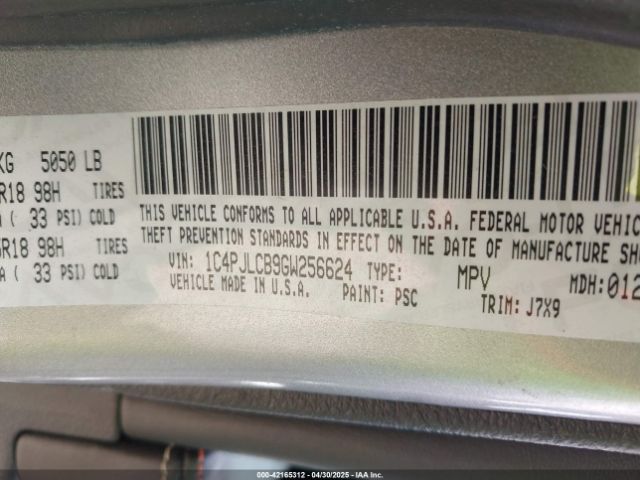 KG 5050 LB
R18 98H TIRES
( 33 PSI) COLD
5R18 98H TIRES
A ( 33 PSI) COLD
THIS VEHICLE CONFORMS TO ALL APPLICABLE U.S.A. FEDERAL MOTOR VEHIC
THEFT PREVENTION STANDARDS IN EFFECT ON THE DATE OF MANUFACTURE SH
VIN: 1C4PJLCB9GW256624 TYPE: MPV MDH:012
VEHICLE MADE IN U.S.A. PAINT: PSC TRIM: J7X9
000-42165312 - 04/30/2025 - IAA Inc.